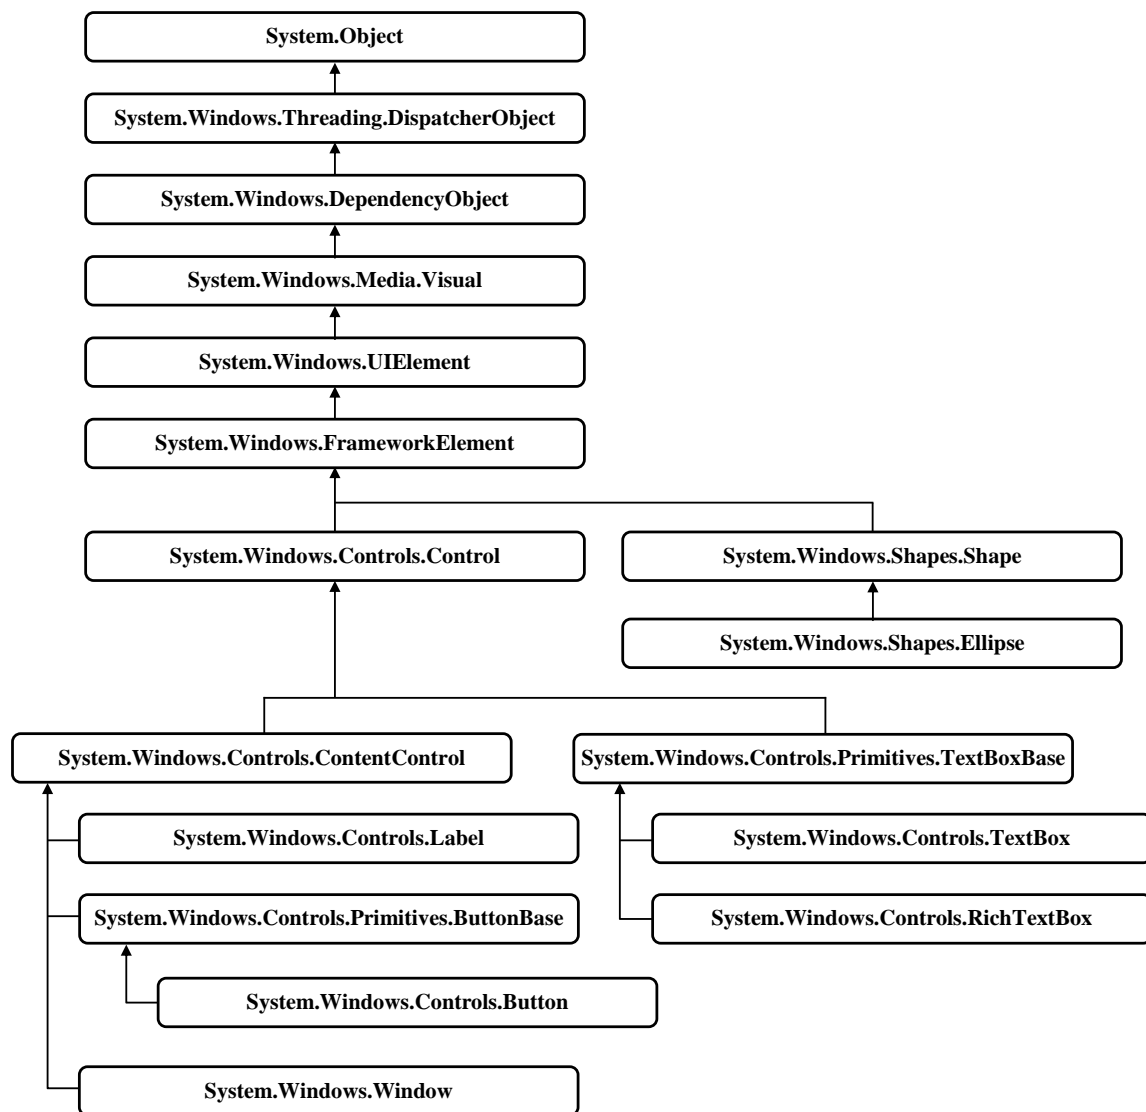 System.Object
System.Windows.Threading.DispatcherObject
System.Windows.DependencyObject
System.Windows.Media.Visual
System.Windows.UIElement
System.Windows.FrameworkElement
System.Windows.Controls.Control
System.Windows.Shapes.Shape
System.Windows.Shapes.Ellipse
System.Windows.Controls.ContentControl
System.Windows.Controls.Primitives.TextBoxBase
System.Windows.Controls.Label
System.Windows.Controls.TextBox
System.Windows.Controls.Primitives.ButtonBase
System.Windows.Controls.RichTextBox
System.Windows.Controls.Button
System.Windows.Window